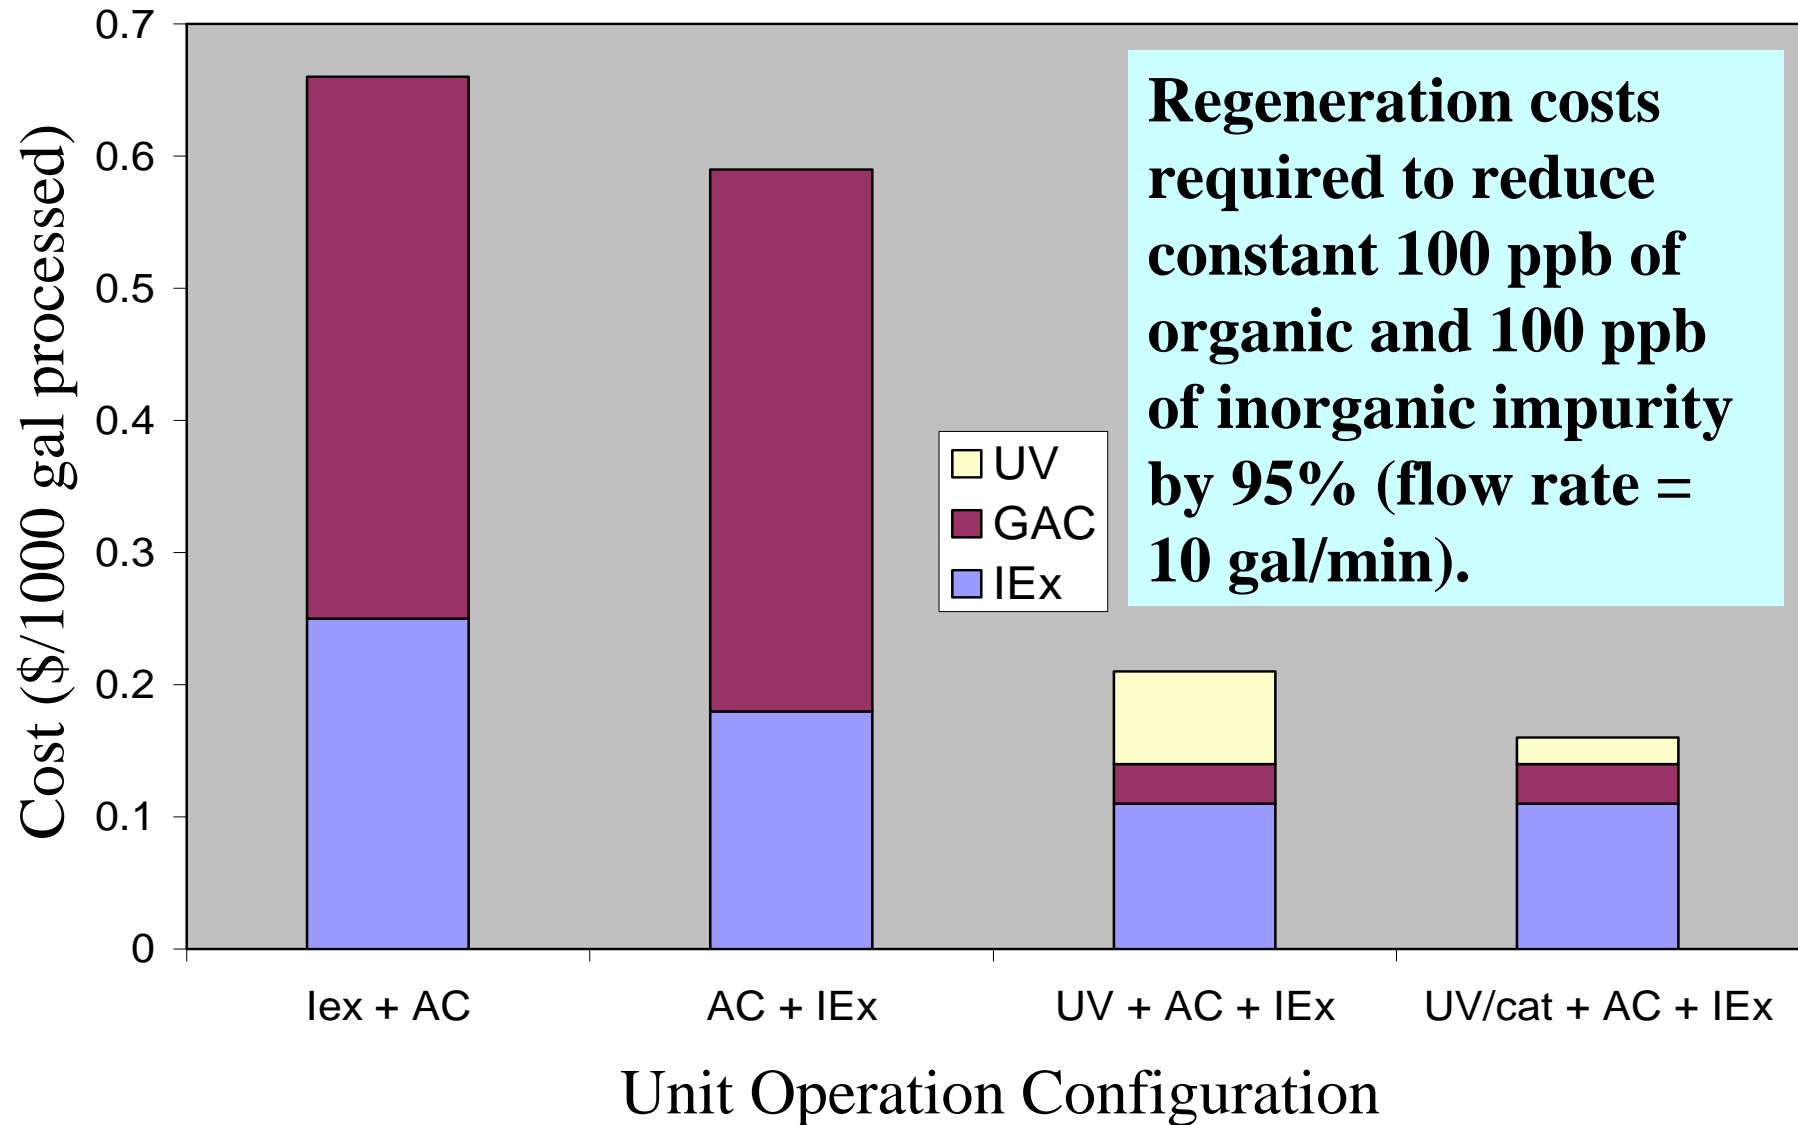 Cost ($/1000 gal processed)
0.7
0.6
0.5
0.4
0.3
0.2
0.1
0
Regeneration costs
required to reduce
constant 100 ppb of
organic and 100 ppb
of inorganic impurity
by 95% (flow rate =
10 gal/min).
UV
GAC
IEx
Iex + AC
AC + IEx
UV + AC + IEx
UV/cat + AC + IEx
Unit Operation Configuration